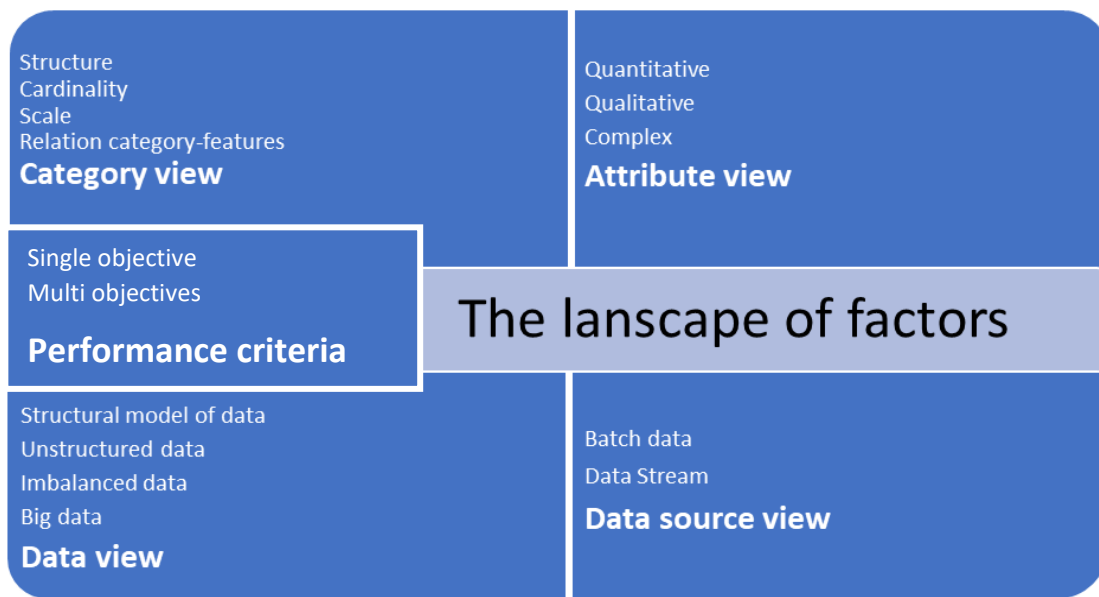 Structure
Cardinality
Scale
Relation category-features
Category view
Quantitative
Qualitative
Complex
Attribute view
Single objective
Multi objectives
Performance criteria
The lanscape of factors
Structural model of data
Unstructured data
Imbalanced data
Big data
Data view
Batch data
Data Stream
Data source view